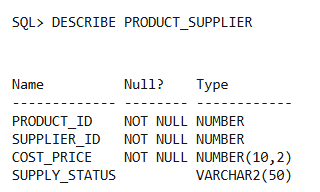 SQL> DESCRIBE PRODUCT_SUPPLIER
Name          Null?    Type
------------- -------- ------------
PRODUCT_ID    NOT NULL NUMBER
SUPPLIER_ID   NOT NULL NUMBER
COST_PRICE    NOT NULL NUMBER(10,2)
SUPPLY_STATUS          VARCHAR2(50)